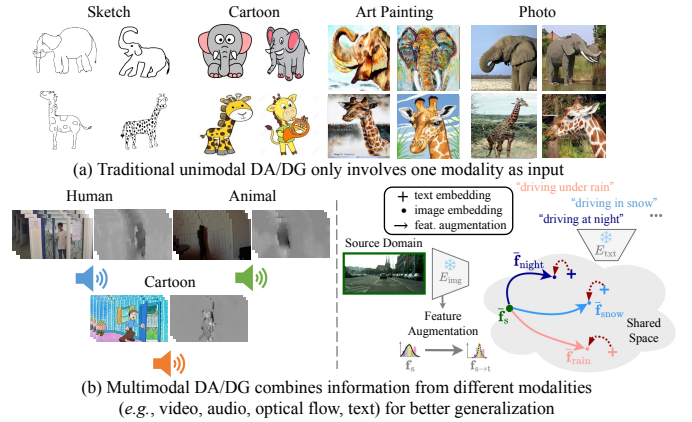 Sketch
Cartoon
Art Painting
Photo
(a) Traditional unimodal DA/DG only involves one modality as input
Human
Animal
Cartoon
+ text embedding
• image embedding
→ feat. augmentation
Source Domain
E_img
Feature
Augmentation
f_s
f_s→t
"driving under rain"
"driving in snow"
"driving at night"
...
E_txt
f̄_night
f̄_s
f̄_snow
f̄_rain
Shared
Space
(b) Multimodal DA/DG combines information from different modalities
(e.g., video, audio, optical flow, text) for better generalization